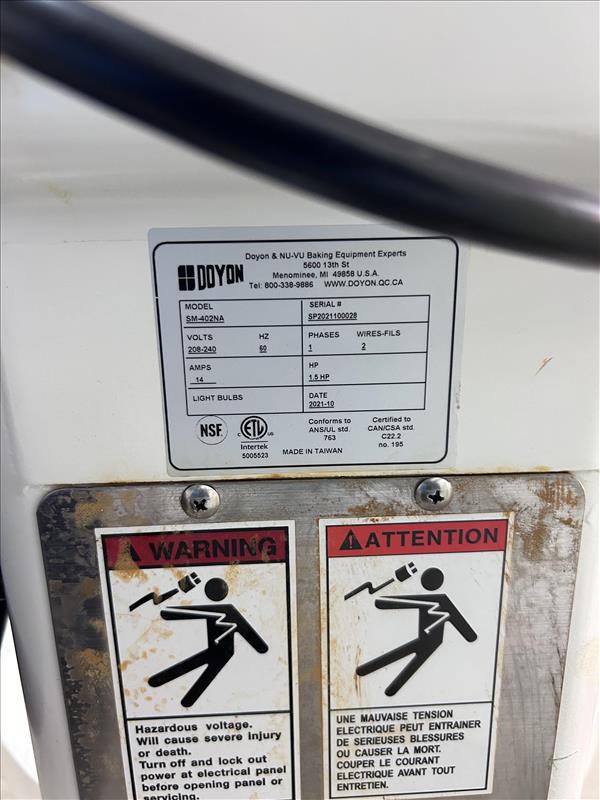 Doyon & NU-VU Baking Equipment Experts
5600 13th St
Menominee, MI 49858 U.S.A.
Tel: 800-338-9886 WWW.DOYON.QC.CA
DOYON
MODEL SERIAL #
SM-402NA SP2021100028
VOLTS HZ PHASES WIRES-FILS
208-240 60 1 2
AMPS HP
14 1.5 HP
LIGHT BULBS DATE
2021-10
NSF
C ETL US
Intertek
5005523
Conforms to
ANS/UL std.
763
Certified to
CAN/CSA std.
C22.2
no. 195
MADE IN TAIWAN
WARNING
Hazardous voltage.
Will cause severe injury
or death.
Turn off and lock out
power at electrical panel
before opening panel or
servicing.
ATTENTION
UNE MAUVAISE TENSION
ELECTRIQUE PEUT ENTRAINER
DE SERIEUSES BLESSURES
OU CAUSER LA MORT.
COUPER LE COURANT
ELECTRIQUE AVANT TOUT
ENTRETIEN.